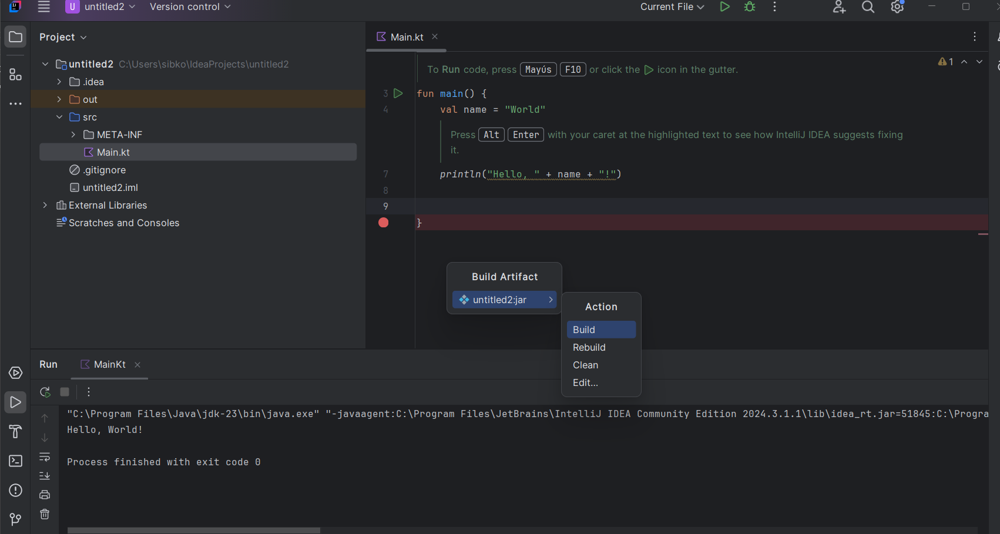 U untitled2 Version control Current File
Project
Main.kt
untitled2 C:\Users\sibko\IdeaProjects\untitled2
.idea
out
src
META-INF
Main.kt
.gitignore
untitled2.iml
External Libraries
Scratches and Consoles
1
To Run code, press Mayús F10 or click the icon in the gutter.
3 fun main() {
4 val name = "World"
Press Alt Enter with your caret at the highlighted text to see how IntelliJ IDEA suggests fixing
it.
7 println("Hello, " + name + "!")
8
9
}
Build Artifact
untitled2:jar
Action
Build
Rebuild
Clean
Edit...
Run MainKt
"C:\Program Files\Java\jdk-23\bin\java.exe" "-javaagent:C:\Program Files\JetBrains\IntelliJ IDEA Community Edition 2024.3.1.1\lib\idea_rt.jar=51845:C:\Progra
Hello, World!
Process finished with exit code 0